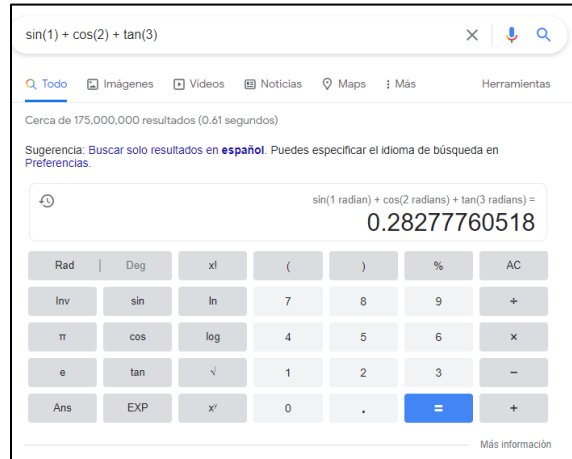 sin(1) + cos(2) + tan(3)
Todo Imágenes Videos Noticias Maps Más Herramientas
Cerca de 175,000,000 resultados (0.61 segundos)
Sugerencia: Buscar solo resultados en español. Puedes especificar el idioma de búsqueda en
Preferencias.
sin(1 radian) + cos(2 radians) + tan(3 radians) =
0.28277760518
Rad | Deg x! ( ) % AC
Inv sin ln 7 8 9 ÷
π cos log 4 5 6 ×
e tan √ 1 2 3 −
Ans EXP xʸ 0 . = +
Más información